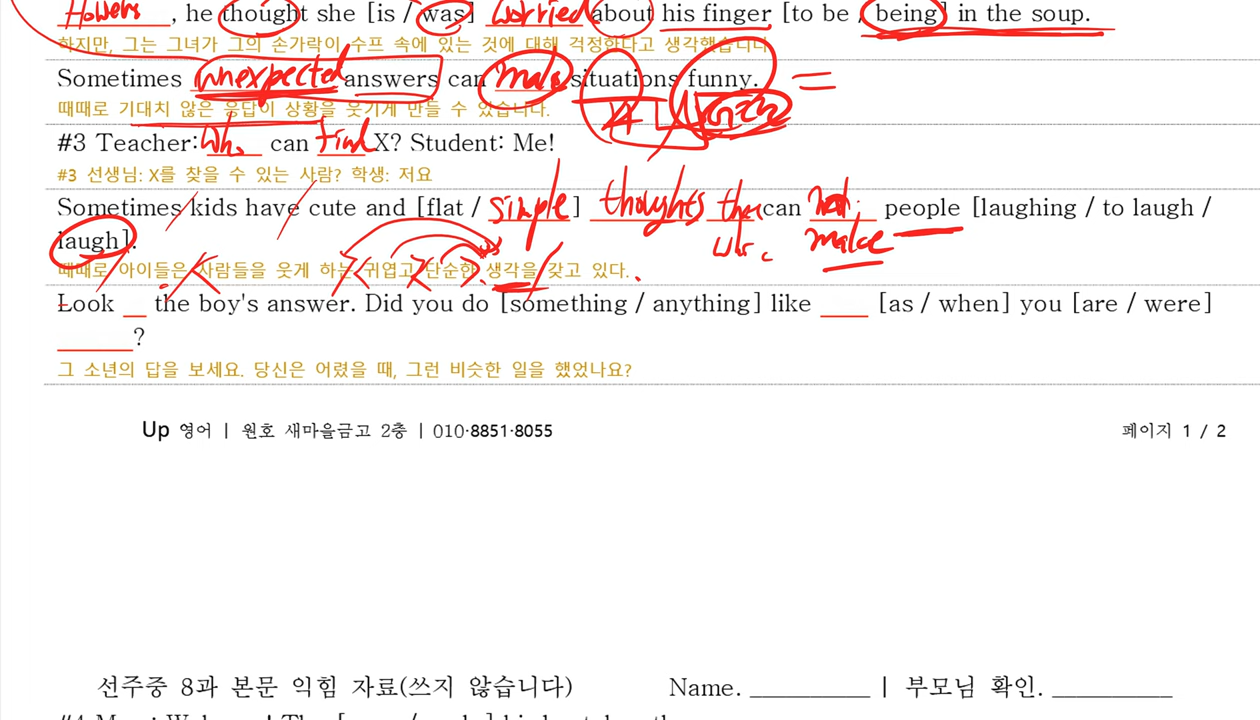 However, he thought she [is / was] worried about his finger [to be / being] in the soup.
하지만, 그는 그녀가 그의 손가락이 수프 속에 있는 것에 대해 걱정한다고 생각했습니다
Sometimes unexpected answers can make situations funny. =
때때로 기대치 않은 응답이 상황을 웃기게 만들 수 있습니다.
#3 Teacher: Who can find X? Student: Me!
#3 선생님: X를 찾을 수 있는 사람? 학생: 저요
Sometimes kids have cute and [flat / simple] thoughts that can make people [laughing / to laugh /
laugh].
때때로 아이들은 사람들을 웃게 하는 귀엽고 단순한 생각을 갖고 있다.
Look __ the boy's answer. Did you do [something / anything] like ____ [as / when] you [are / were]
______?
그 소년의 답을 보세요. 당신은 어렸을 때, 그런 비슷한 일을 했었나요?
Up 영어 | 원호 새마을금고 2층 | 010·8851·8055 페이지 1 / 2
선주중 8과 본문 익힘 자료(쓰지 않습니다) Name. __________ | 부모님 확인. __________